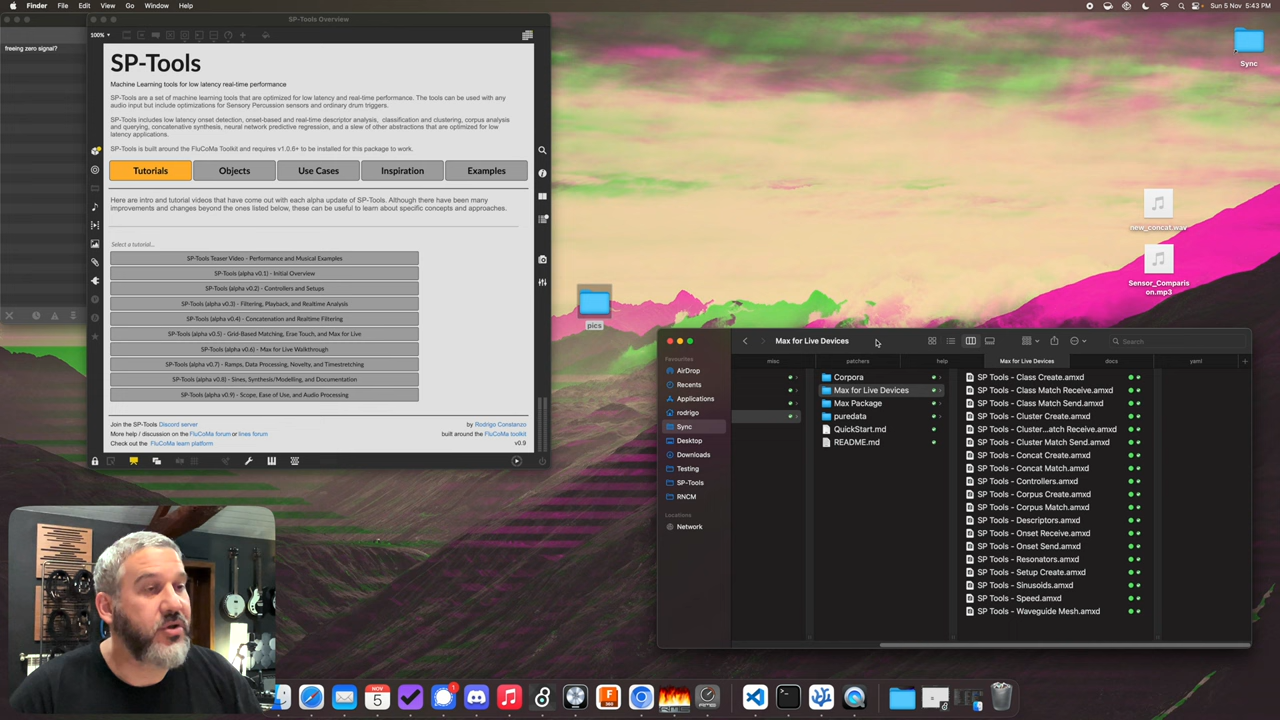 Finder File Edit View Go Window Help
Sun 5 Nov 5:43 PM
SP-Tools Overview
freeing zero signal?
100%
SP-Tools
Machine Learning tools for low latency real-time performance
SP-Tools are a set of machine learning tools that are optimized for low latency and real-time performance. The tools can be used with any
audio input but include optimizations for Sensory Percussion sensors and ordinary drum triggers.
SP-Tools includes low latency onset detection, onset-based and real-time descriptor analysis, classification and clustering, corpus analysis
and querying, concatenative synthesis, neural network predictive regression, and a slew of other abstractions that are optimized for low
latency applications.
SP-Tools is built around the FluCoMa Toolkit and requires v1.0.6+ to be installed for this package to work.
Tutorials Objects Use Cases Inspiration Examples
Here are intro and tutorial videos that have come out with each alpha update of SP-Tools. Although there have been many
improvements and changes beyond the ones listed below, these can be useful to learn about specific concepts and approaches.
Select a tutorial...
SP-Tools Teaser Video - Performance and Musical Examples
SP-Tools (alpha v0.1) - Initial Overview
SP-Tools (alpha v0.2) - Controllers and Setups
SP-Tools (alpha v0.3) - Filtering, Playback, and Realtime Analysis
SP-Tools (alpha v0.4) - Concatenation and Realtime Filtering
SP-Tools (alpha v0.5) - Grid-Based Matching, Erae Touch, and Max for Live
SP-Tools (alpha v0.6) - Max for Live Walkthrough
SP-Tools (alpha v0.7) - Ramps, Data Processing, Novelty, and Timestretching
SP-Tools (alpha v0.8) - Sines, Synthesis/Modelling, and Documentation
SP-Tools (alpha v0.9) - Scope, Ease of Use, and Audio Processing
Join the SP-Tools Discord server
by Rodrigo Constanzo
More help / discussion on the FluCoMa forum or lines forum
built around the FluCoMa toolkit
Check out the FluCoMa learn platform
v0.9
Sync
new_concat.wav
Sensor_Comparis
on.mp3
pics
Max for Live Devices
Search
misc patchers help Max for Live Devices docs yaml
Favourites
AirDrop
Recents
Applications
rodrigo
Sync
Desktop
Downloads
Testing
SP-Tools
RNCM
Locations
Network
Corpora
Max for Live Devices
Max Package
puredata
QuickStart.md
README.md
SP Tools - Class Create.amxd
SP Tools - Class Match Receive.amxd
SP Tools - Class Match Send.amxd
SP Tools - Cluster Create.amxd
SP Tools - Cluster...atch Receive.amxd
SP Tools - Cluster Match Send.amxd
SP Tools - Concat Create.amxd
SP Tools - Concat Match.amxd
SP Tools - Controllers.amxd
SP Tools - Corpus Create.amxd
SP Tools - Corpus Match.amxd
SP Tools - Descriptors.amxd
SP Tools - Onset Receive.amxd
SP Tools - Onset Send.amxd
SP Tools - Resonators.amxd
SP Tools - Setup Create.amxd
SP Tools - Sinusoids.amxd
SP Tools - Speed.amxd
SP Tools - Waveguide Mesh.amxd
NOV
5
1